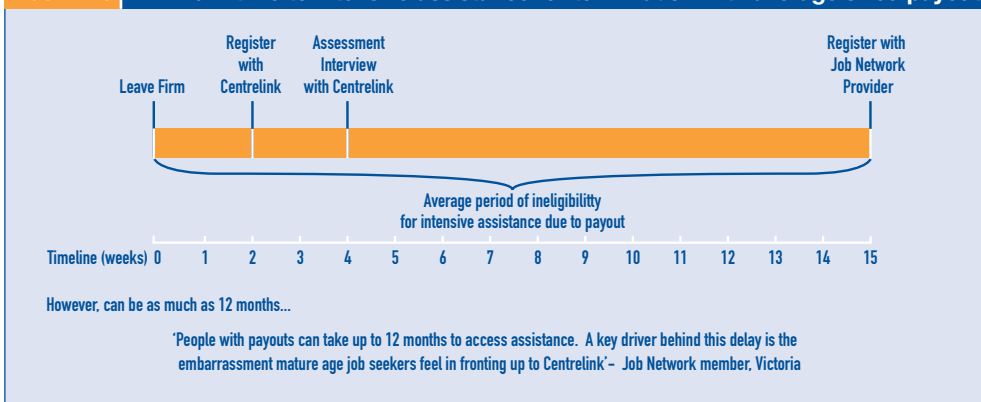 Register
with
Centrelink
Assessment
Interview
with Centrelink
Register with
Job Network
Provider
Leave Firm
Average period of ineligibiltty
for intensive assistance due to payout
Timeline (weeks) 0 1 2 3 4 5 6 7 8 9 10 11 12 13 14 15
However, can be as much as 12 months...
‘People with payouts can take up to 12 months to access assistance. A key driver behind this delay is the
embarrassment mature age job seekers feel in fronting up to Centrelink’– Job Network member, Victoria